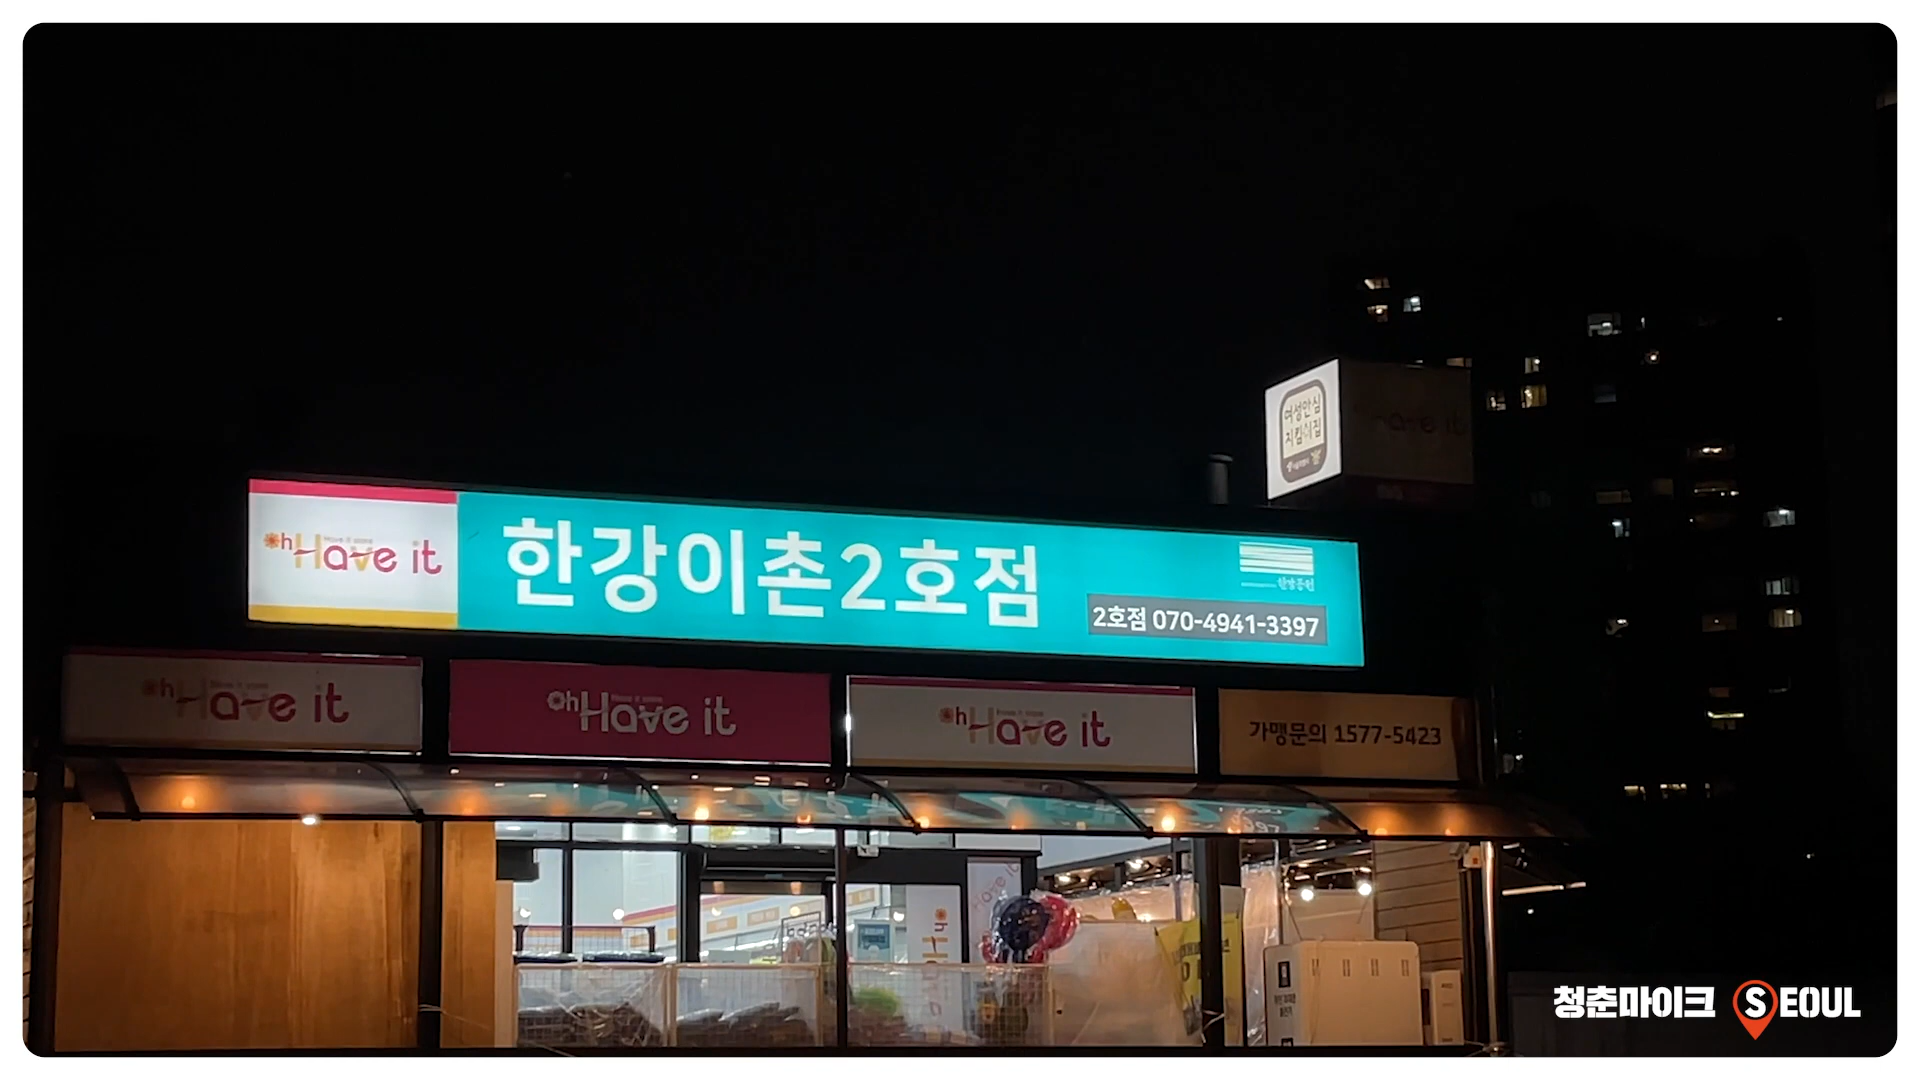 여성안심
지킴이집
oh Have it
한강이촌2호점
2호점 070-4941-3397
oh Have it
oh Have it
oh Have it
가맹문의 1577-5423
Have it
청춘마이크 SEOUL